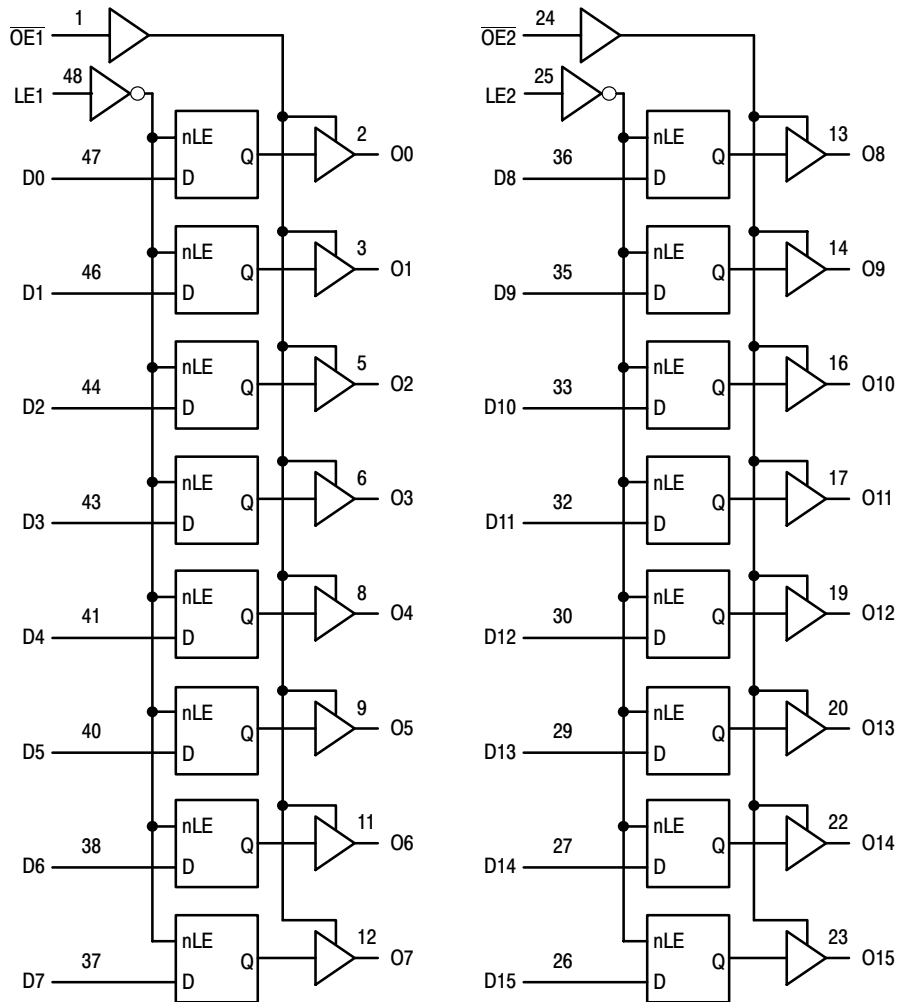 1
O̅E̅1̅
48
LE1
nLE
2
47
Q
O0
D0
D
nLE
3
46
Q
O1
D1
D
nLE
5
44
Q
O2
D2
D
nLE
6
43
Q
O3
D3
D
nLE
8
41
Q
O4
D4
D
nLE
9
40
Q
O5
D5
D
nLE
11
38
Q
O6
D6
D
nLE
12
37
Q
O7
D7
D
24
O̅E̅2̅
25
LE2
nLE
13
36
Q
O8
D8
D
nLE
14
35
Q
O9
D9
D
nLE
16
33
Q
O10
D10
D
nLE
17
32
Q
O11
D11
D
nLE
19
30
Q
O12
D12
D
nLE
20
29
Q
O13
D13
D
nLE
22
27
Q
O14
D14
D
nLE
23
26
Q
O15
D15
D